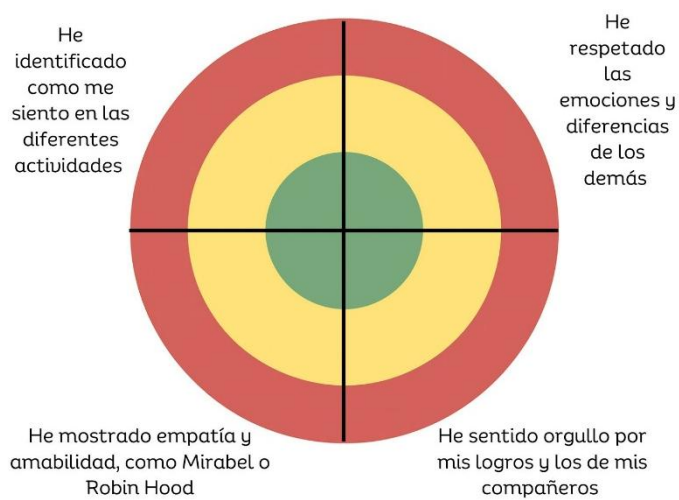 He
identificado
como me
siento en las
diferentes
actividades
He
respetado
las
emociones y
diferencias
de los
demás
He mostrado empatía y
amabilidad, como Mirabel o
Robin Hood
He sentido orgullo por
mis logros y los de mis
compañeros